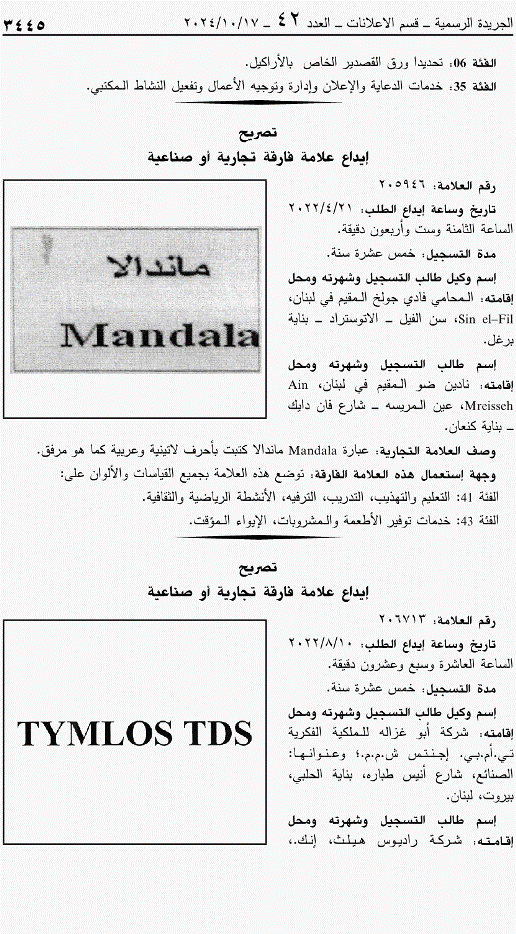 الجريدة الرسمية – قسم الاعلانات – العدد ٤٢ – ٢٠٢٤/١٠/١٧
٣٤٤٥
الفئة 06: تحديدا ورق القصدير الخاص بالأراكيل.
الفئة 35: خدمات الدعاية والإعلان وإدارة وتوجيه الأعمال وتفعيل النشاط المكتبي.
تصريح
إيداع علامة فارقة تجارية أو صناعية
رقم العلامة: ٢٠٥٩٤٦
تاريخ وساعة إيداع الطلب: ٢٠٢٢/٤/٢١
الساعة الثامنة وست وأربعون دقيقة.
مدة التسجيل: خمس عشرة سنة.
إسم وكيل طالب التسجيل وشهرته ومحل
إقامته: المحامي فادي جولخ المقيم في لبنان،
Sin el–Fil، سن الفيل – الاتوستراد – بناية
برغل.
إسم طالب التسجيل وشهرته ومحل
إقامته: نادين ضو المقيم في لبنان، Ain
Mreisseh، عين المريسه – شارع فان دايك
– بناية كنعان.
ماندالا
Mandala
وصف العلامة التجارية: عبارة Mandala ماندالا كتبت بأحرف لاتينية وعربية كما هو مرفق.
وجهة إستعمال هذه العلامة الفارقة: توضع هذه العلامة بجميع القياسات والألوان على:
الفئة 41: التعليم والتهذيب، التدريب، الترفيه، الأنشطة الرياضية والثقافية.
الفئة 43: خدمات توفير الأطعمة والمشروبات، الإيواء المؤقت.
تصريح
إيداع علامة فارقة تجارية أو صناعية
رقم العلامة: ٢٠٦٧١٣
تاريخ وساعة إيداع الطلب: ٢٠٢٢/٨/١٠
الساعة العاشرة وسبع وعشرون دقيقة.
مدة التسجيل: خمس عشرة سنة.
إسم وكيل طالب التسجيل وشهرته ومحل
إقامته: شركة أبو غزاله للملكية الفكرية
تي.أم.بي. إجنتس ش.م.م.؛ وعنوانها:
الصنائع، شارع أنيس طباره، بناية الحلبي،
بيروت، لبنان.
إسم طالب التسجيل وشهرته ومحل
إقامته: شركة راديوس هيلث، إنك.،
TYMLOS TDS